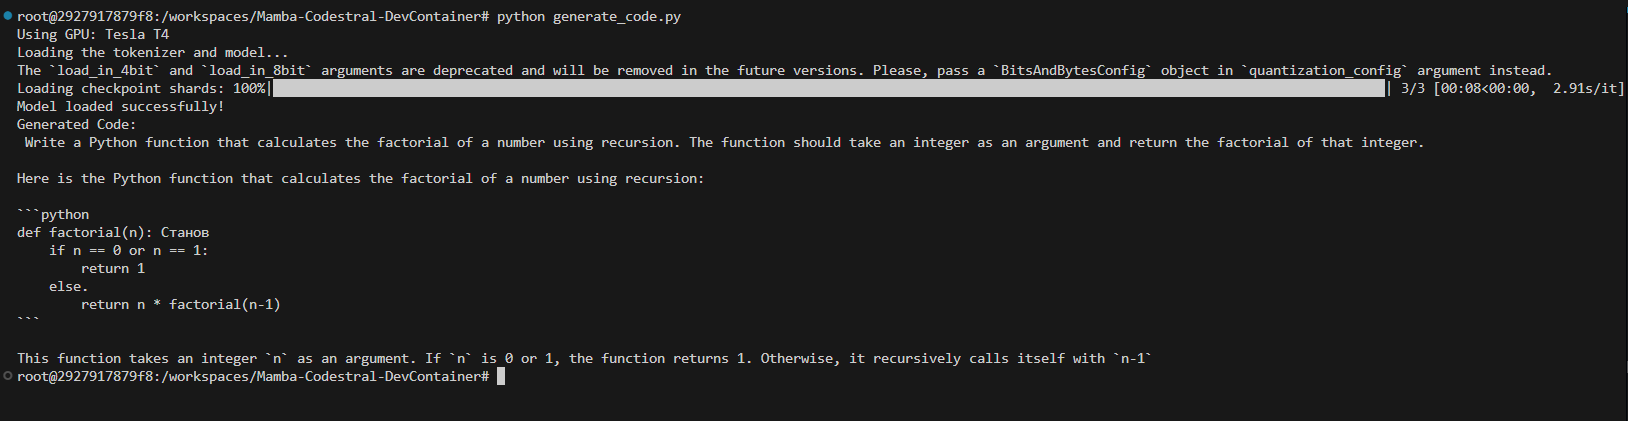 root@2927917879f8:/workspaces/Mamba-Codestral-DevContainer# python generate_code.py
Using GPU: Tesla T4
Loading the tokenizer and model...
The `load_in_4bit` and `load_in_8bit` arguments are deprecated and will be removed in the future versions. Please, pass a `BitsAndBytesConfig` object in `quantization_config` argument instead.
Loading checkpoint shards: 100%|| 3/3 [00:08<00:00,  2.91s/it]
Model loaded successfully!
Generated Code:
 Write a Python function that calculates the factorial of a number using recursion. The function should take an integer as an argument and return the factorial of that integer.

Here is the Python function that calculates the factorial of a number using recursion:

```python
def factorial(n): Станов
    if n == 0 or n == 1:
        return 1
    else.
        return n * factorial(n-1)
```

This function takes an integer `n` as an argument. If `n` is 0 or 1, the function returns 1. Otherwise, it recursively calls itself with `n-1`
root@2927917879f8:/workspaces/Mamba-Codestral-DevContainer#